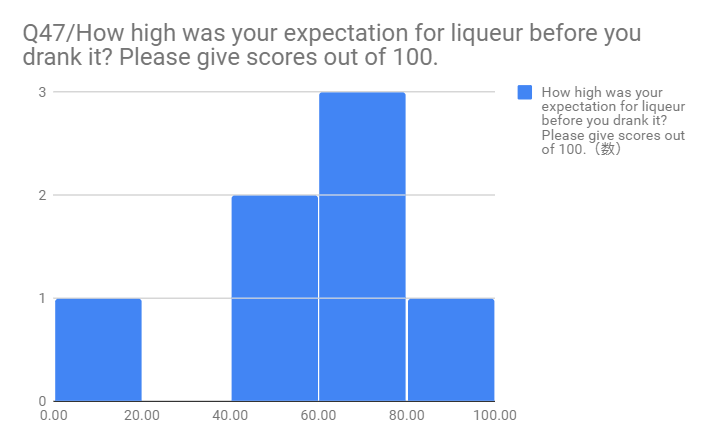 Q47/How high was your expectation for liqueur before you
drank it? Please give scores out of 100.
3
2
1
0
0.00 20.00 40.00 60.00 80.00 100.00
How high was your
expectation for liqueur
before you drank it?
Please give scores out
of 100.（数）